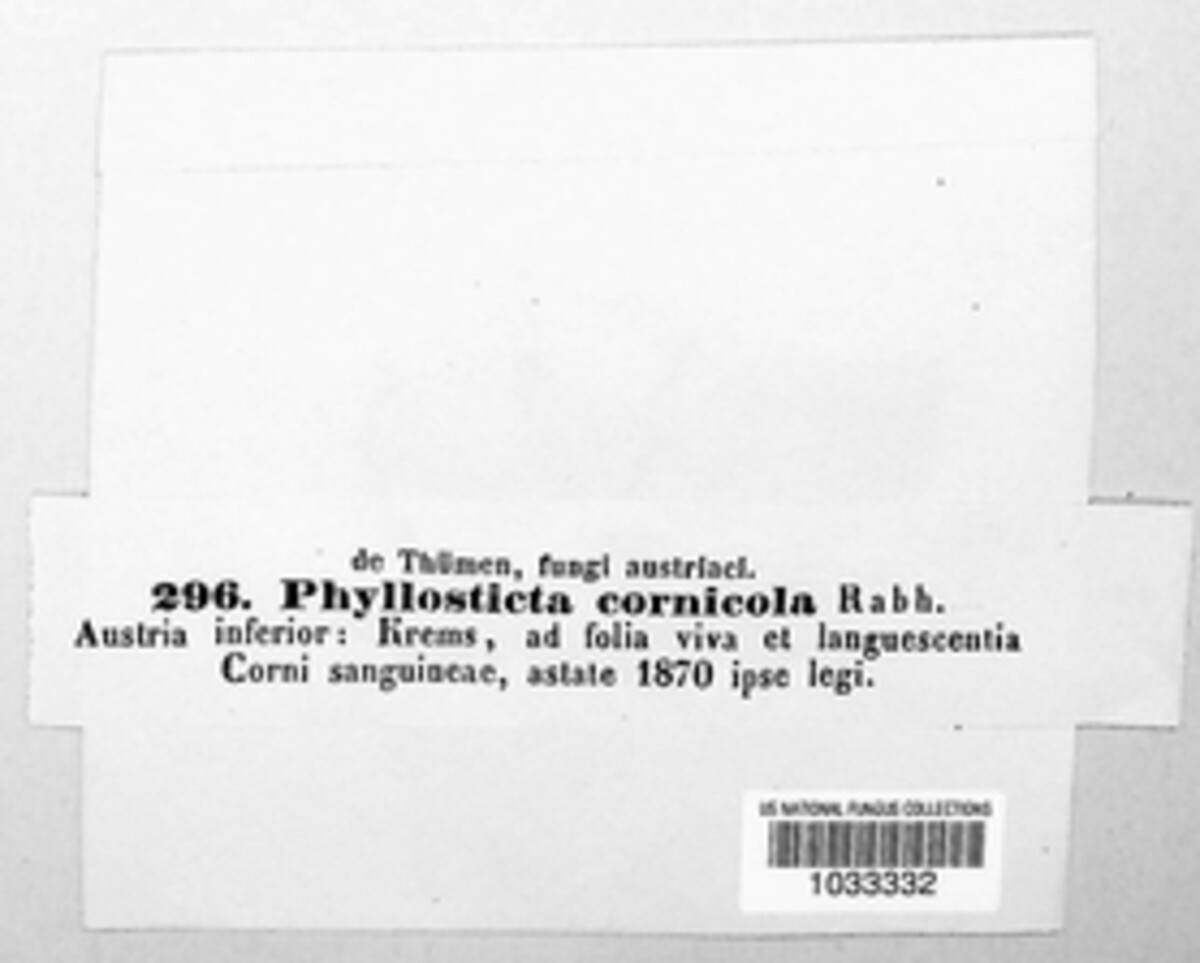 de Thümen, fungi austriaci.
296. Phyllosticta cornicola Rabh.
Austria inferior: Krems, ad folia viva et languescentia
Corni sanguineae, astate 1870 ipse legi.
US NATIONAL FUNGUS COLLECTIONS
1033332